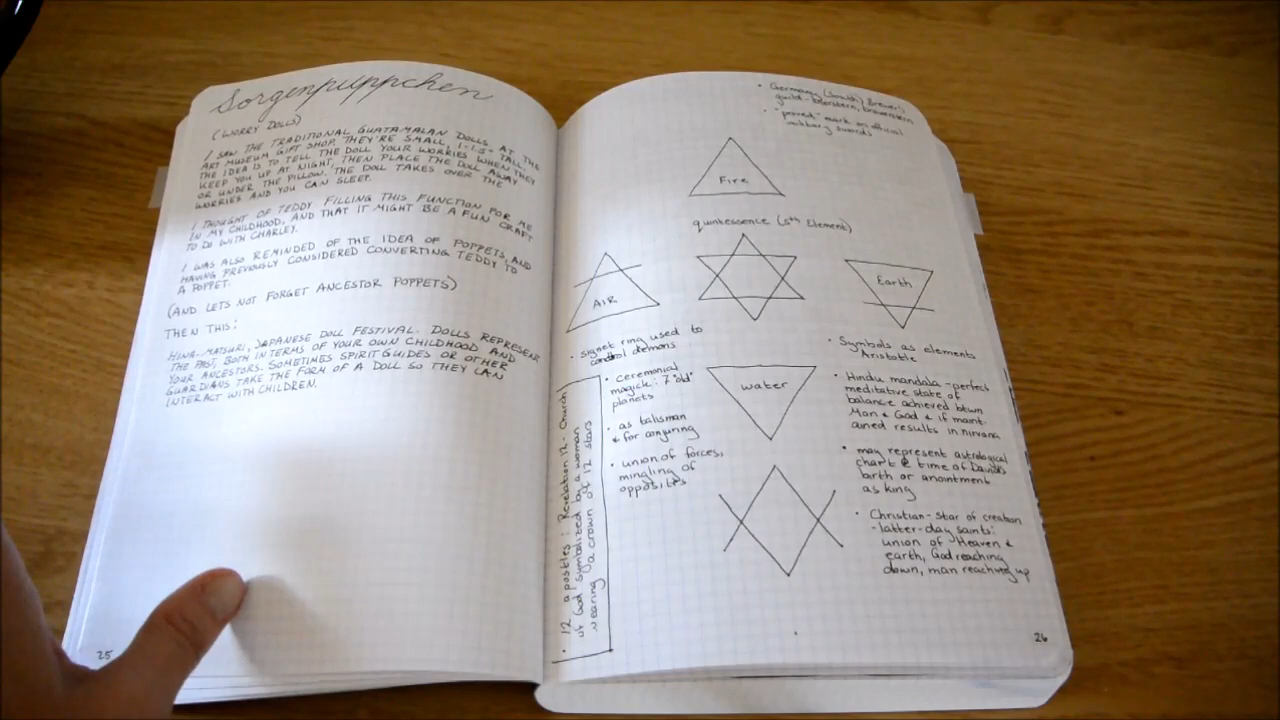 Sorgenpuppchen
(WORRY DOLLS)
I SAW THE TRADITIONAL GUATAMALAN DOLLS AT THE
ART MUSEUM GIFT SHOP. THEY'RE SMALL, 1-1.5" TALL.
THE IDEA IS TO TELL THE DOLL YOUR WORRIES WHEN THEY
KEEP YOU UP AT NIGHT, THEN PLACE THE DOLL AWAY
OR UNDER THE PILLOW. THE DOLL TAKES OVER THE
WORRIES AND YOU CAN SLEEP.
I THOUGHT OF TEDDY FILLING THIS FUNCTION FOR ME
IN MY CHILDHOOD, AND THAT IT MIGHT BE A FUN CRAFT
TO DO WITH CHARLEY.
I WAS ALSO REMINDED OF THE IDEA OF POPPETS, AND
HAVING PREVIOUSLY CONSIDERED CONVERTING TEDDY TO
A POPPET.
(AND LETS NOT FORGET ANCESTOR POPPETS)
THEN THIS:
HINA-MATSURI, JAPANESE DOLL FESTIVAL. DOLLS REPRESENT
THE PAST, BOTH IN TERMS OF YOUR OWN CHILDHOOD AND
YOUR ANCESTORS. SOMETIMES SPIRIT GUIDES OR OTHER
GUARDIANS TAKE THE FORM OF A DOLL SO THEY CAN
INTERACT WITH CHILDREN.
25
• Germany (South) Brewer's
guild -
• "proved" mark on official
military swords
Fire
quintessence (5th Element)
AIR
Earth
• signet ring used to
control demons
• ceremonial
magick: 7 "old"
planets
• as talisman
& for conjuring
• union of forces,
mingling of
opposites
water
• 12 apostles: Revelation 12 - Church
of God symbolized by a woman
wearing a crown of 12 stars
• Symbols as elements
Aristotle
• Hindu mandala - perfect
meditative state of
balance achieved btwn
Man & God & if maint-
ained results in nirvana
• may represent astrological
chart @ time of David's
birth or anointment
as king
• Christian - star of creation
- latter-day saints:
union of Heaven &
earth, God reaching
down, man reaching up
26